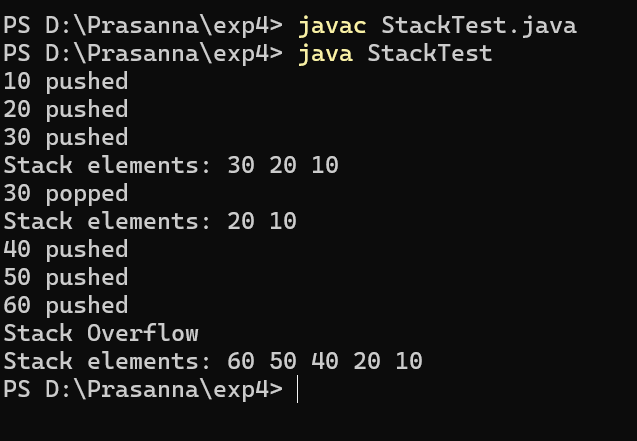 PS D:\Prasanna\exp4> javac StackTest.java
PS D:\Prasanna\exp4> java StackTest
10 pushed
20 pushed
30 pushed
Stack elements: 30 20 10
30 popped
Stack elements: 20 10
40 pushed
50 pushed
60 pushed
Stack Overflow
Stack elements: 60 50 40 20 10
PS D:\Prasanna\exp4>